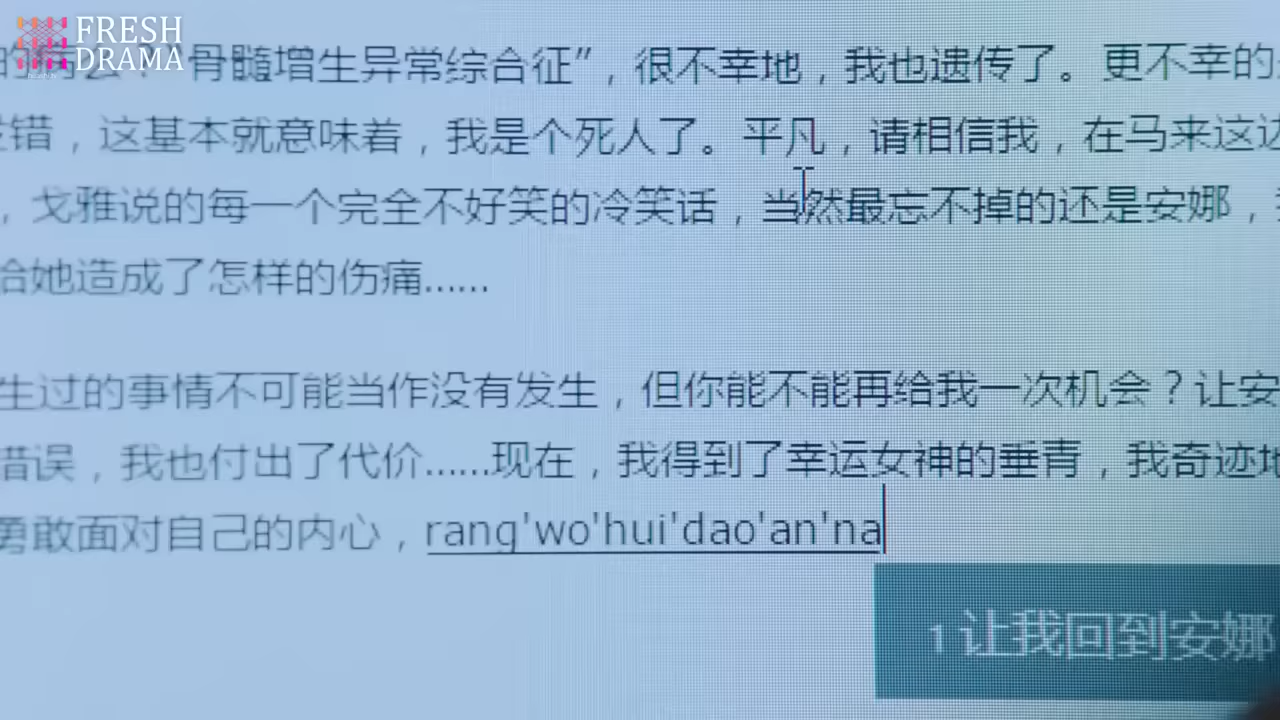 FRESH
DRAMA
骨髓增生异常综合征”，很不幸地，我也遗传了。更不幸的
错，这基本就意味着，我是个死人了。平凡，请相信我，在马来这
，戈雅说的每一个完全不好笑的冷笑话，当然最忘不掉的还是安娜，
给她造成了怎样的伤痛……
生过的事情不可能当作没有发生，但你能不能再给我一次机会？让安
错误，我也付出了代价……现在，我得到了幸运女神的垂青，我奇迹地
勇敢面对自己的内心，rang'wo'hui'dao'an'na
1 让我回到安娜